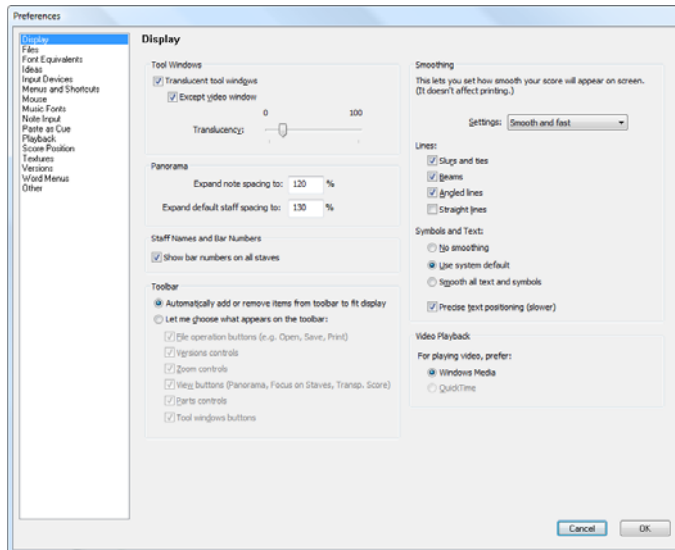 Preferences
Display
Files
Font Equivalents
Ideas
Input Devices
Menus and Shortcuts
Mouse
Music Fonts
Note Input
Paste as Cue
Playback
Score Position
Textures
Versions
Word Menus
Other
Display
Tool Windows
Translucent tool windows
Except video window
0 100
Translucency:
Panorama
Expand note spacing to: 120 %
Expand default staff spacing to: 130 %
Staff Names and Bar Numbers
Show bar numbers on all staves
Toolbar
Automatically add or remove items from toolbar to fit display
Let me choose what appears on the toolbar:
File operation buttons (e.g. Open, Save, Print)
Versions controls
Zoom controls
View buttons (Panorama, Focus on Staves, Transp. Score)
Parts controls
Tool windows buttons
Smoothing
This lets you set how smooth your score will appear on screen.
(It doesn't affect printing.)
Settings: Smooth and fast
Lines:
Slurs and ties
Beams
Angled lines
Straight lines
Symbols and Text:
No smoothing
Use system default
Smooth all text and symbols
Precise text positioning (slower)
Video Playback
For playing video, prefer:
Windows Media
QuickTime
Cancel OK